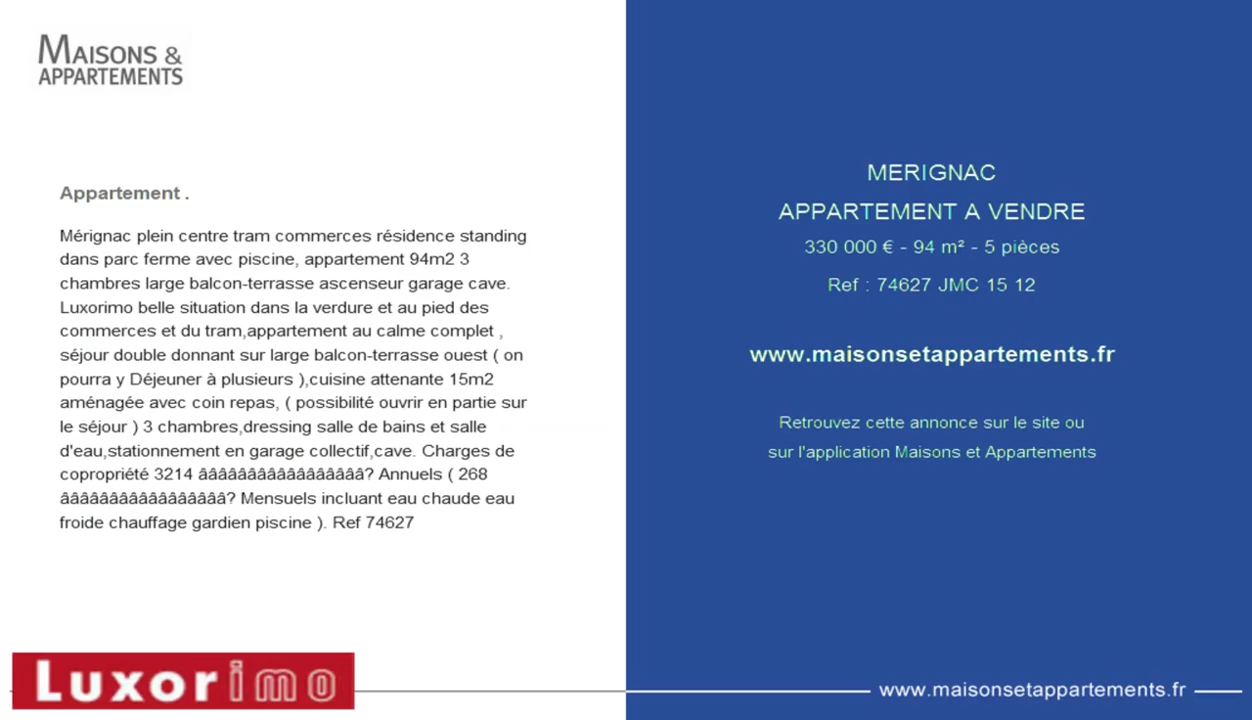 MAISONS &
APPARTEMENTS
Appartement .
Mérignac plein centre tram commerces résidence standing
dans parc ferme avec piscine, appartement 94m2 3
chambres large balcon-terrasse ascenseur garage cave.
Luxorimo belle situation dans la verdure et au pied des
commerces et du tram,appartement au calme complet ,
séjour double donnant sur large balcon-terrasse ouest ( on
pourra y Déjeuner à plusieurs ),cuisine attenante 15m2
aménagée avec coin repas, ( possibilité ouvrir en partie sur
le séjour ) 3 chambres,dressing salle de bains et salle
d'eau,stationnement en garage collectif,cave. Charges de
copropriété 3214 âââââââââââââââââ? Annuels ( 268
âââââââââââââââââ? Mensuels incluant eau chaude eau
froide chauffage gardien piscine ). Ref 74627
Luxorimo
MERIGNAC
APPARTEMENT A VENDRE
330 000 € - 94 m² - 5 pièces
Ref : 74627 JMC 15 12
www.maisonsetappartements.fr
Retrouvez cette annonce sur le site ou
sur l'application Maisons et Appartements
www.maisonsetappartements.fr